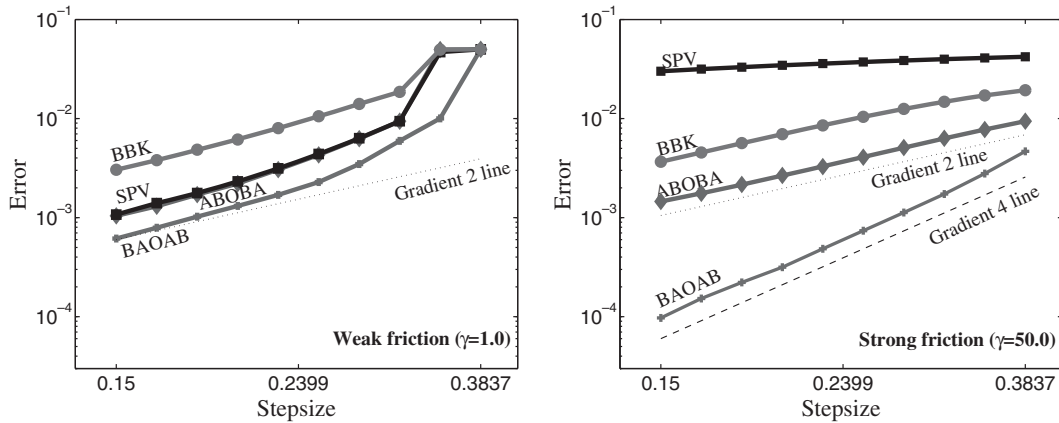 10⁻¹
10⁻²
10⁻³
10⁻⁴
Error
BBK
SPV
ABOBA
BAOAB
Gradient 2 line
Weak friction (γ=1.0)
0.15
0.2399
0.3837
Stepsize
10⁻¹
10⁻²
10⁻³
10⁻⁴
Error
SPV
BBK
ABOBA
Gradient 2 line
Gradient 4 line
BAOAB
Strong friction (γ=50.0)
0.15
0.2399
0.3837
Stepsize